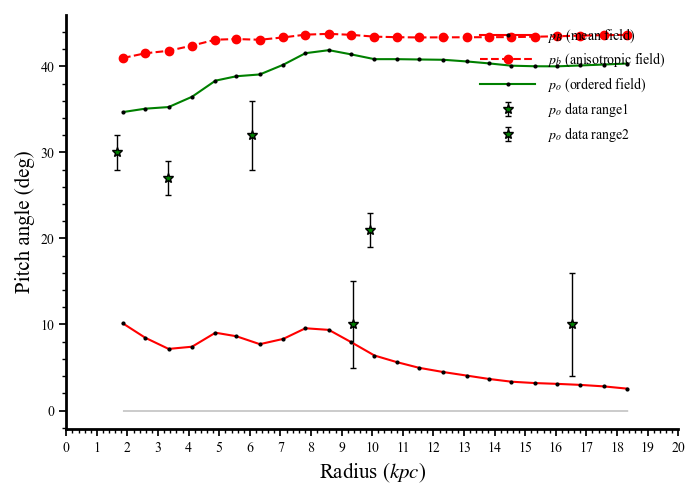 p_B (mean field)
p_b (anisotropic field)
p_o (ordered field)
p_o data range1
p_o data range2
Pitch angle (deg)
40
30
20
10
0
0 1 2 3 4 5 6 7 8 9 10 11 12 13 14 15 16 17 18 19 20
Radius (kpc)